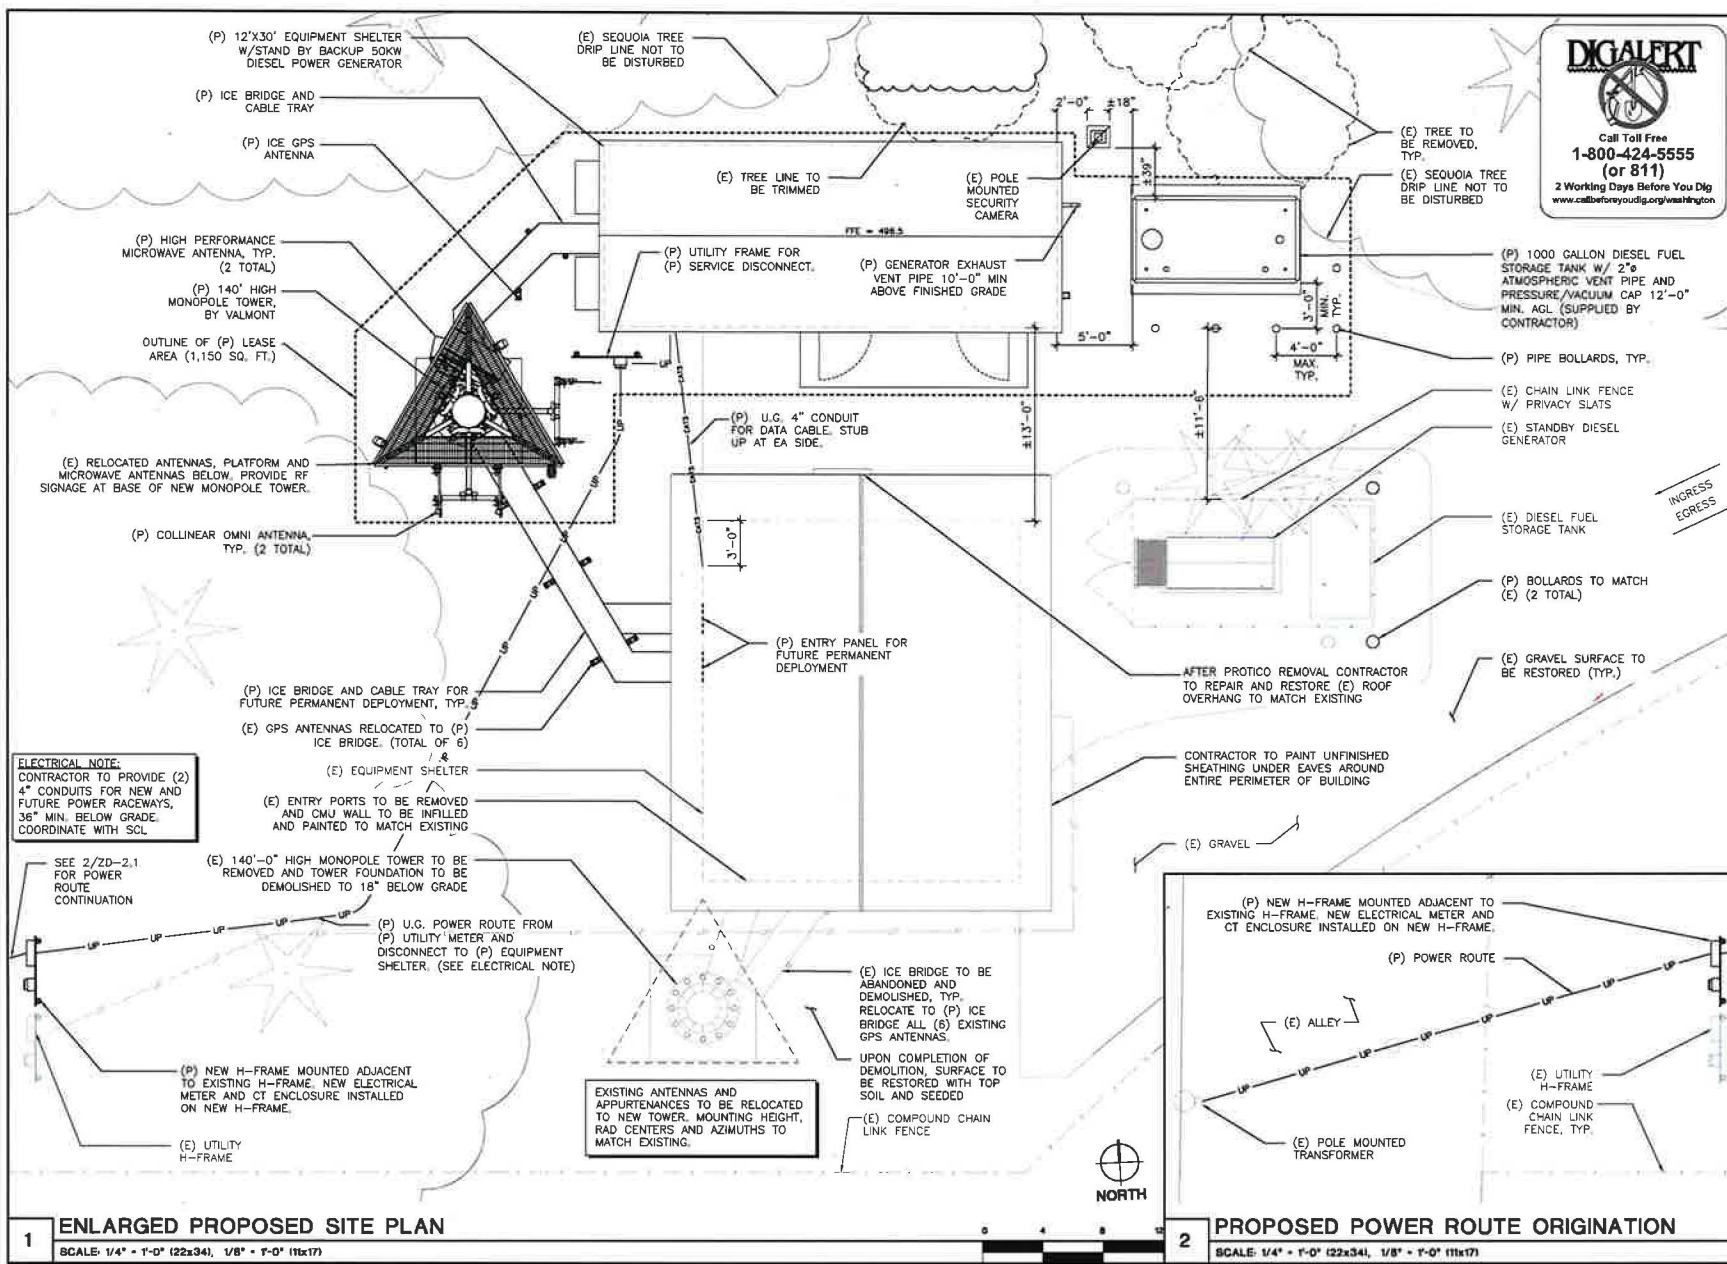 (P) 12'X30' EQUIPMENT SHELTER
W/STAND BY BACKUP 50KW
DIESEL POWER GENERATOR
(P) ICE BRIDGE AND
CABLE TRAY
(P) ICE GPS
ANTENNA
(P) HIGH PERFORMANCE
MICROWAVE ANTENNA, TYP.
(2 TOTAL)
(P) 140' HIGH
MONOPOLE TOWER,
BY VALMONT
OUTLINE OF (P) LEASE
AREA (1,150 SQ. FT.)
(E) RELOCATED ANTENNAS, PLATFORM AND
MICROWAVE ANTENNAS BELOW. PROVIDE RF
SIGNAGE AT BASE OF NEW MONOPOLE TOWER.
(P) COLLINEAR OMNI ANTENNA,
TYP. (2 TOTAL)
(E) SEQUOIA TREE
DRIP LINE NOT TO
BE DISTURBED
(E) TREE LINE TO
BE TRIMMED
(E) POLE
MOUNTED
SECURITY
CAMERA
2'-0"
±18"
±39"
FFE = 498.5
(P) UTILITY FRAME FOR
(P) SERVICE DISCONNECT.
(P) GENERATOR EXHAUST
VENT PIPE 10'-0" MIN
ABOVE FINISHED GRADE
5'-0"
3'-0"
MIN.
TYP.
4'-0"
MAX.
TYP.
±13'-0"
±11'-6"
(P) U.G. 4" CONDUIT
FOR DATA CABLE. STUB
UP AT EA SIDE.
3'-0"
UP
UP
UP
UP
UP
(E) TREE TO
BE REMOVED,
TYP.
(E) SEQUOIA TREE
DRIP LINE NOT TO
BE DISTURBED
DIGALERT
Call Toll Free
1-800-424-5555
(or 811)
2 Working Days Before You Dig
www.callbeforeyoudig.org/washington
(P) 1000 GALLON DIESEL FUEL
STORAGE TANK W/ 2"ø
ATMOSPHERIC VENT PIPE AND
PRESSURE/VACUUM CAP 12'-0"
MIN. AGL (SUPPLIED BY
CONTRACTOR)
(P) PIPE BOLLARDS, TYP.
(E) CHAIN LINK FENCE
W/ PRIVACY SLATS
(E) STANDBY DIESEL
GENERATOR
INGRESS
EGRESS
(E) DIESEL FUEL
STORAGE TANK
(P) BOLLARDS TO MATCH
(E) (2 TOTAL)
(E) GRAVEL SURFACE TO
BE RESTORED (TYP.)
(P) ENTRY PANEL FOR
FUTURE PERMANENT
DEPLOYMENT
AFTER PROTICO REMOVAL CONTRACTOR
TO REPAIR AND RESTORE (E) ROOF
OVERHANG TO MATCH EXISTING
CONTRACTOR TO PAINT UNFINISHED
SHEATHING UNDER EAVES AROUND
ENTIRE PERIMETER OF BUILDING
(E) GRAVEL
(P) ICE BRIDGE AND CABLE TRAY FOR
FUTURE PERMANENT DEPLOYMENT, TYP.
(E) GPS ANTENNAS RELOCATED TO (P)
ICE BRIDGE. (TOTAL OF 6)
(E) EQUIPMENT SHELTER
(E) ENTRY PORTS TO BE REMOVED
AND CMU WALL TO BE INFILLED
AND PAINTED TO MATCH EXISTING
(E) 140'-0" HIGH MONOPOLE TOWER TO BE
REMOVED AND TOWER FOUNDATION TO BE
DEMOLISHED TO 18" BELOW GRADE
ELECTRICAL NOTE:
CONTRACTOR TO PROVIDE (2)
4" CONDUITS FOR NEW AND
FUTURE POWER RACEWAYS,
36" MIN. BELOW GRADE.
COORDINATE WITH SCL
SEE 2/ZD-2.1
FOR POWER
ROUTE
CONTINUATION
UP
UP
UP
UP
UP
(P) U.G. POWER ROUTE FROM
(P) UTILITY METER AND
DISCONNECT TO (P) EQUIPMENT
SHELTER. (SEE ELECTRICAL NOTE)
(P) NEW H-FRAME MOUNTED ADJACENT
TO EXISTING H-FRAME. NEW ELECTRICAL
METER AND CT ENCLOSURE INSTALLED
ON NEW H-FRAME.
(E) UTILITY
H-FRAME
(E) ICE BRIDGE TO BE
ABANDONED AND
DEMOLISHED, TYP.
RELOCATE TO (P) ICE
BRIDGE ALL (6) EXISTING
GPS ANTENNAS.
UPON COMPLETION OF
DEMOLITION, SURFACE TO
BE RESTORED WITH TOP
SOIL AND SEEDED
(E) COMPOUND CHAIN
LINK FENCE
EXISTING ANTENNAS AND
APPURTENANCES TO BE RELOCATED
TO NEW TOWER. MOUNTING HEIGHT,
RAD CENTERS AND AZIMUTHS TO
MATCH EXISTING.
NORTH
(P) NEW H-FRAME MOUNTED ADJACENT TO
EXISTING H-FRAME. NEW ELECTRICAL METER AND
CT ENCLOSURE INSTALLED ON NEW H-FRAME.
(P) POWER ROUTE
UP
UP
UP
UP
UP
UP
UP
UP
(E) ALLEY
(E) UTILITY
H-FRAME
(E) COMPOUND
CHAIN LINK
FENCE, TYP.
(E) POLE MOUNTED
TRANSFORMER
1 ENLARGED PROPOSED SITE PLAN
SCALE: 1/4" = 1'-0" (22x34), 1/8" = 1'-0" (11x17)
0 4 8 12
2 PROPOSED POWER ROUTE ORIGINATION
SCALE: 1/4" = 1'-0" (22x34), 1/8" = 1'-0" (11x17)